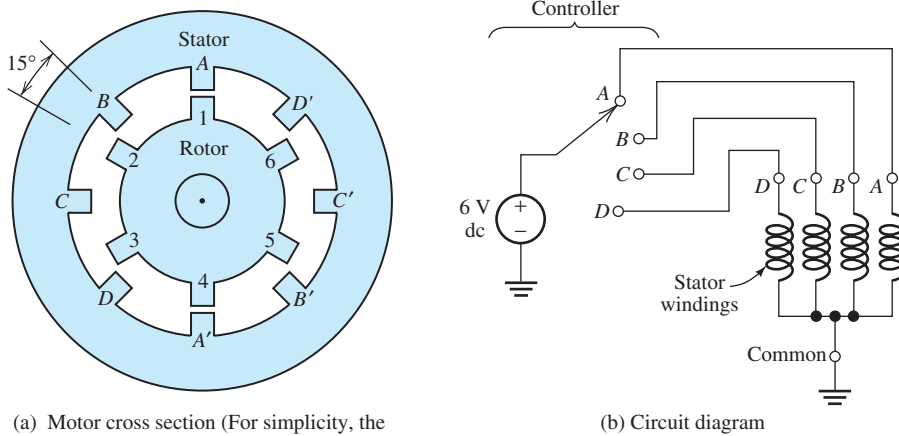 Controller
Stator
A
15°
B
D′
1
2
Rotor
6
C
C′
3
5
4
D
B′
A′
A
B
C
D
6 V
dc
+
−
D
C
B
A
Stator
windings
Common
(a) Motor cross section (For simplicity, the
(b) Circuit diagram